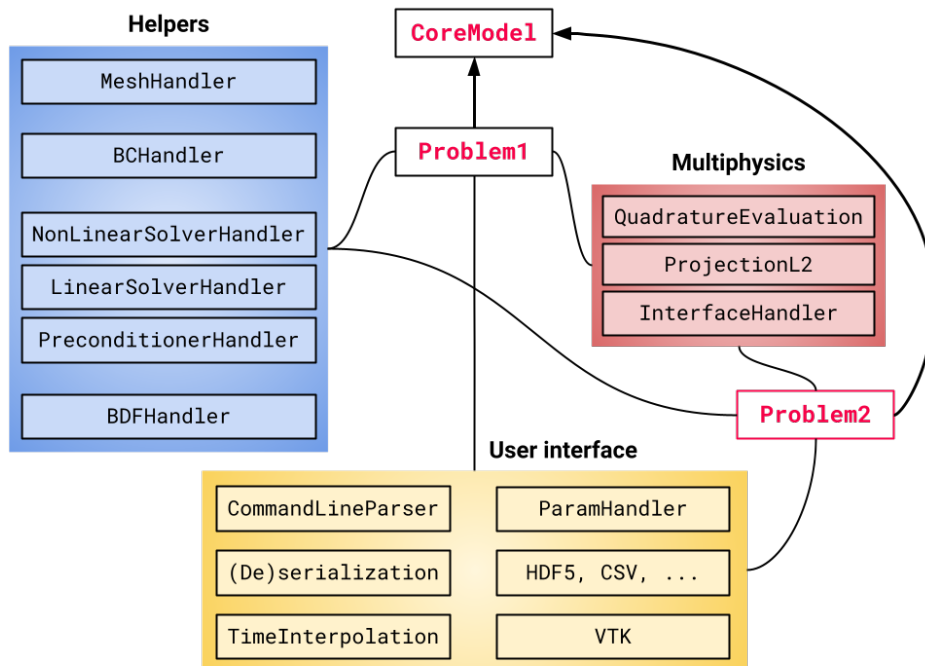 Helpers
MeshHandler
BCHandler
NonLinearSolverHandler
LinearSolverHandler
PreconditionerHandler
BDFHandler
CoreModel
Problem1
Multiphysics
QuadratureEvaluation
ProjectionL2
InterfaceHandler
Problem2
User interface
CommandLineParser
ParamHandler
(De)serialization
HDF5, CSV, ...
TimeInterpolation
VTK